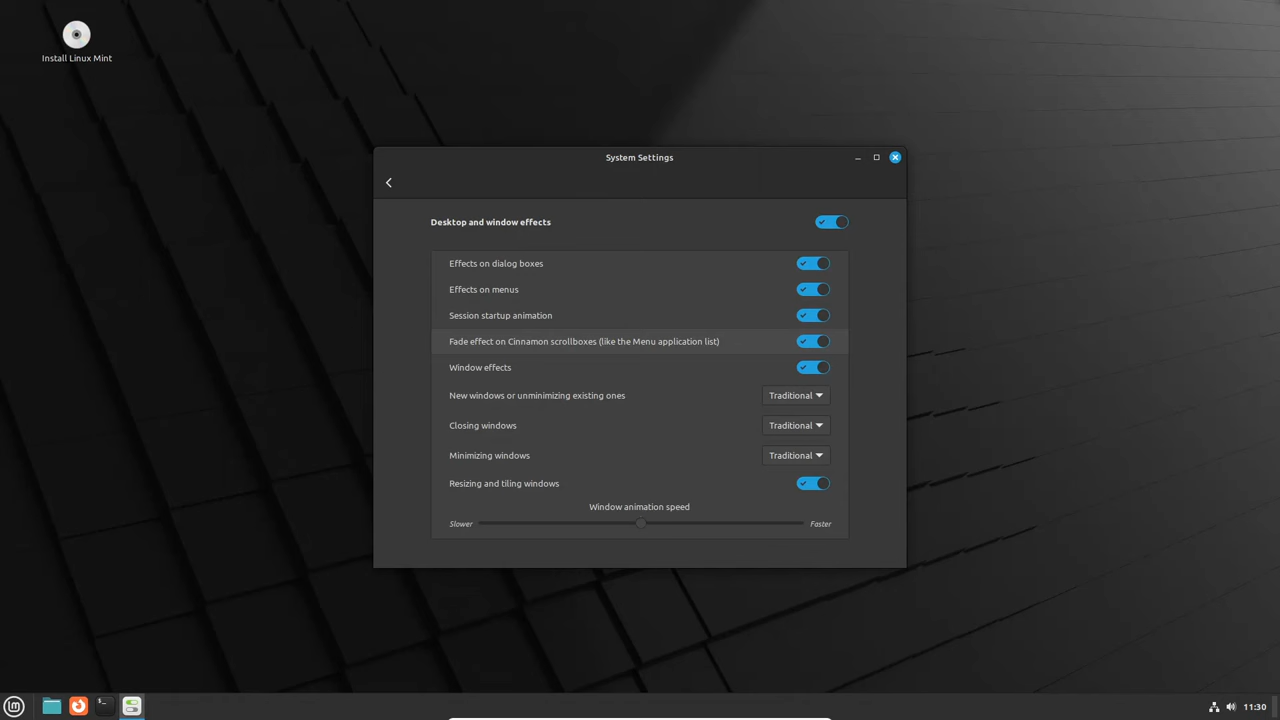 Install Linux Mint
System Settings
Desktop and window effects
Effects on dialog boxes
Effects on menus
Session startup animation
Fade effect on Cinnamon scrollboxes (like the Menu application list)
Window effects
New windows or unminimizing existing ones Traditional
Closing windows Traditional
Minimizing windows Traditional
Resizing and tiling windows
Window animation speed
Slower Faster
11:30